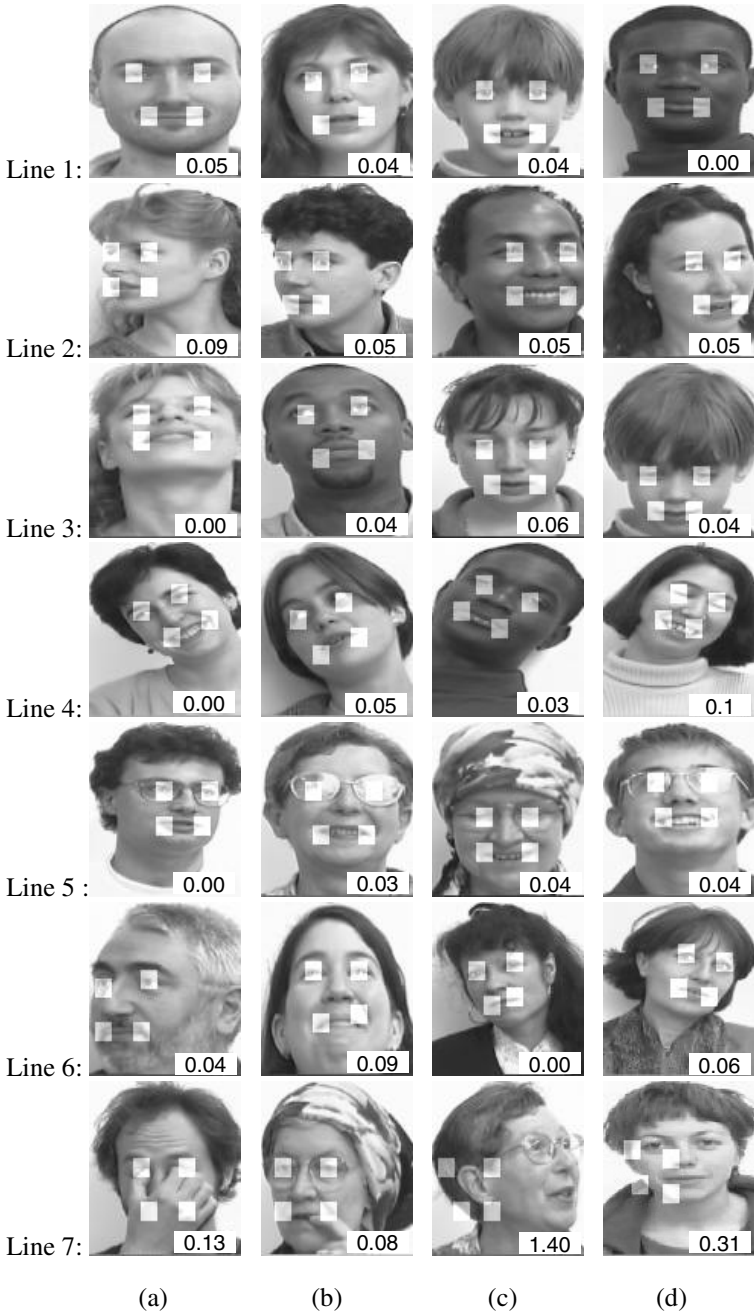 Line 1: 0.05 0.04 0.04 0.00
Line 2: 0.09 0.05 0.05 0.05
Line 3: 0.00 0.04 0.06 0.04
Line 4: 0.00 0.05 0.03 0.1
Line 5 : 0.00 0.03 0.04 0.04
Line 6: 0.04 0.09 0.00 0.06
Line 7: 0.13 0.08 1.40 0.31
(a) (b) (c) (d)